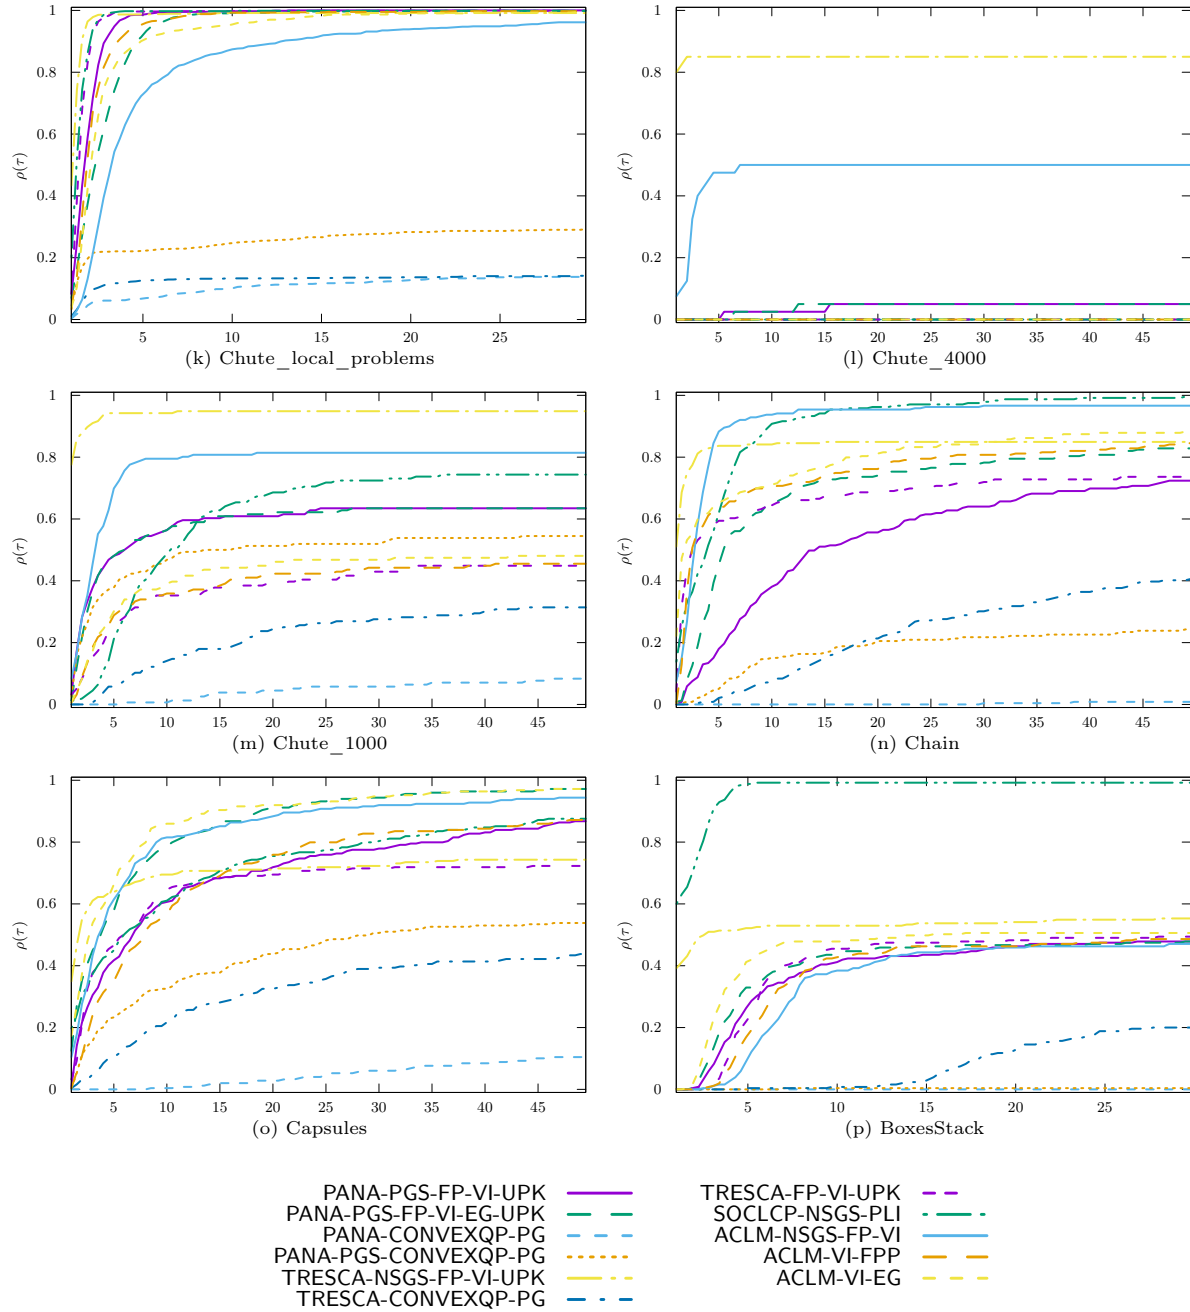 1
0.8
0.6
ρ(τ)
0.4
0.2
0
5 10 15 20 25
(k) Chute_local_problems
1
0.8
0.6
ρ(τ)
0.4
0.2
0
5 10 15 20 25 30 35 40 45
(l) Chute_4000
1
0.8
0.6
ρ(τ)
0.4
0.2
0
5 10 15 20 25 30 35 40 45
(m) Chute_1000
1
0.8
0.6
ρ(τ)
0.4
0.2
0
5 10 15 20 25 30 35 40 45
(n) Chain
1
0.8
0.6
ρ(τ)
0.4
0.2
0
5 10 15 20 25 30 35 40 45
(o) Capsules
1
0.8
0.6
ρ(τ)
0.4
0.2
0
5 10 15 20 25
(p) BoxesStack
PANA-PGS-FP-VI-UPK
PANA-PGS-FP-VI-EG-UPK
PANA-CONVEXQP-PG
PANA-PGS-CONVEXQP-PG
TRESCA-NSGS-FP-VI-UPK
TRESCA-CONVEXQP-PG
TRESCA-FP-VI-UPK
SOCLCP-NSGS-PLI
ACLM-NSGS-FP-VI
ACLM-VI-FPP
ACLM-VI-EG